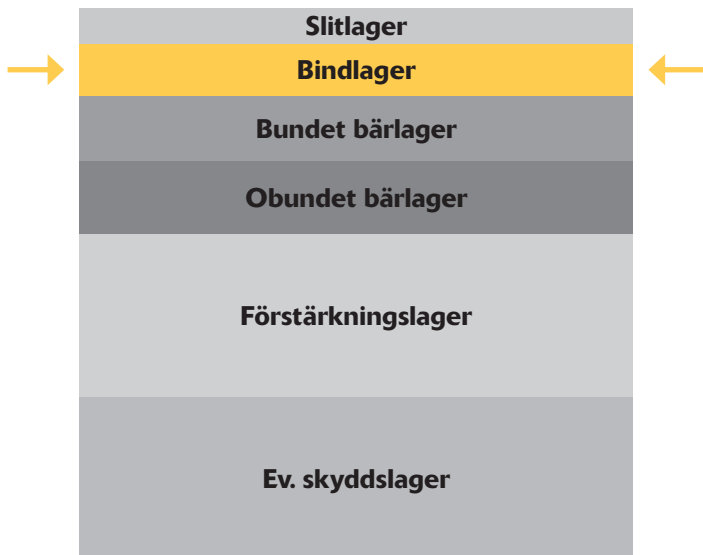 Slitlager
Bindlager
Bundet bärlager
Obundet bärlager
Förstärkningslager
Ev. skyddslager